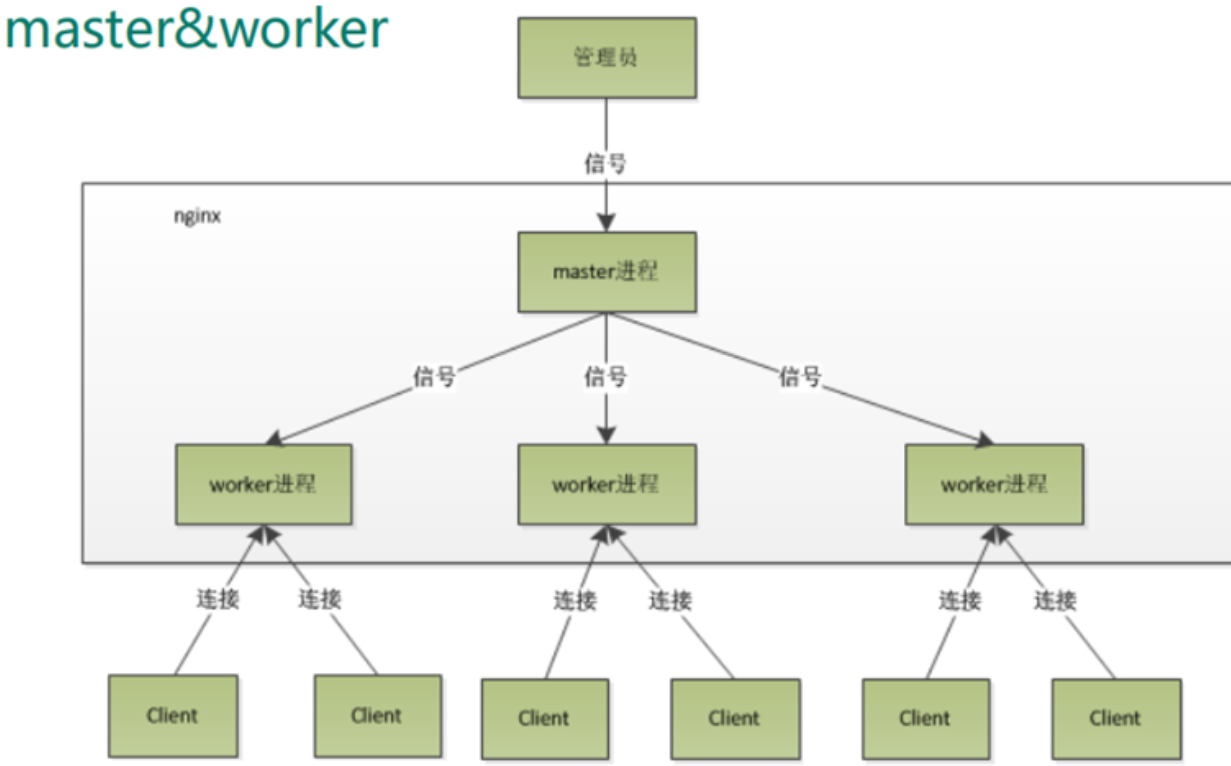 master&worker
管理员
信号
nginx
master进程
信号
信号
信号
worker进程
worker进程
worker进程
连接
连接
连接
连接
连接
连接
Client
Client
Client
Client
Client
Client